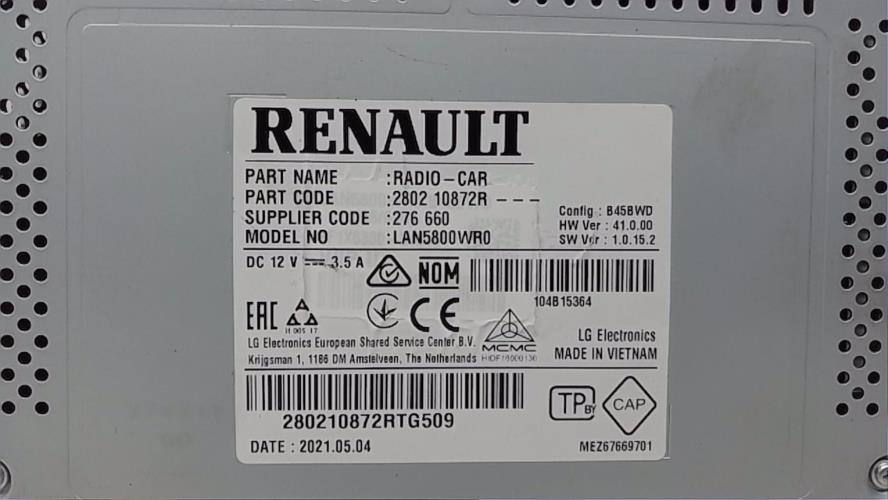 RENAULT
PART NAME :RADIO-CAR
PART CODE :2802 10872R ---
SUPPLIER CODE :276 660
MODEL NO :LAN5800WR0
Config : B45BWD
HW Ver : 41.0.00
SW Ver : 1.0.15.2
DC 12 V ⎓ 3.5 A
NOM
104B15364
EAC
CE
MCMC
LG Electronics European Shared Service Center B.V.
Krijgsman 1, 1186 DM Amstelveen, The Netherlands
LG Electronics
MADE IN VIETNAM
280210872RTG509
TP BY
CAP
DATE : 2021.05.04
MEZ67669701